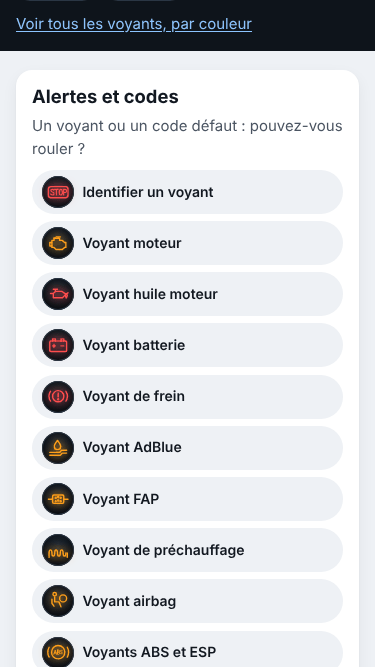 Voir tous les voyants, par couleur
Alertes et codes
Un voyant ou un code défaut : pouvez-vous
rouler ?
STOP
Identifier un voyant
Voyant moteur
Voyant huile moteur
Voyant batterie
Voyant de frein
Voyant AdBlue
Voyant FAP
Voyant de préchauffage
Voyant airbag
ABS
Voyants ABS et ESP